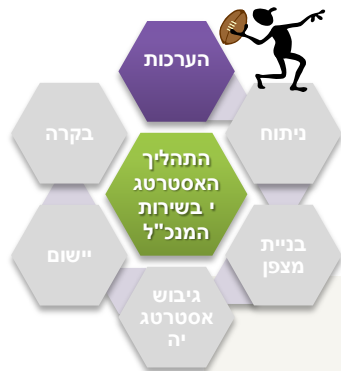 הערכות
ניתוח
בקרה
התהליך
האסטרטג
י בשירות
המנכ"ל
בניית
מצפן
יישום
גיבוש
אסטרטג
יה